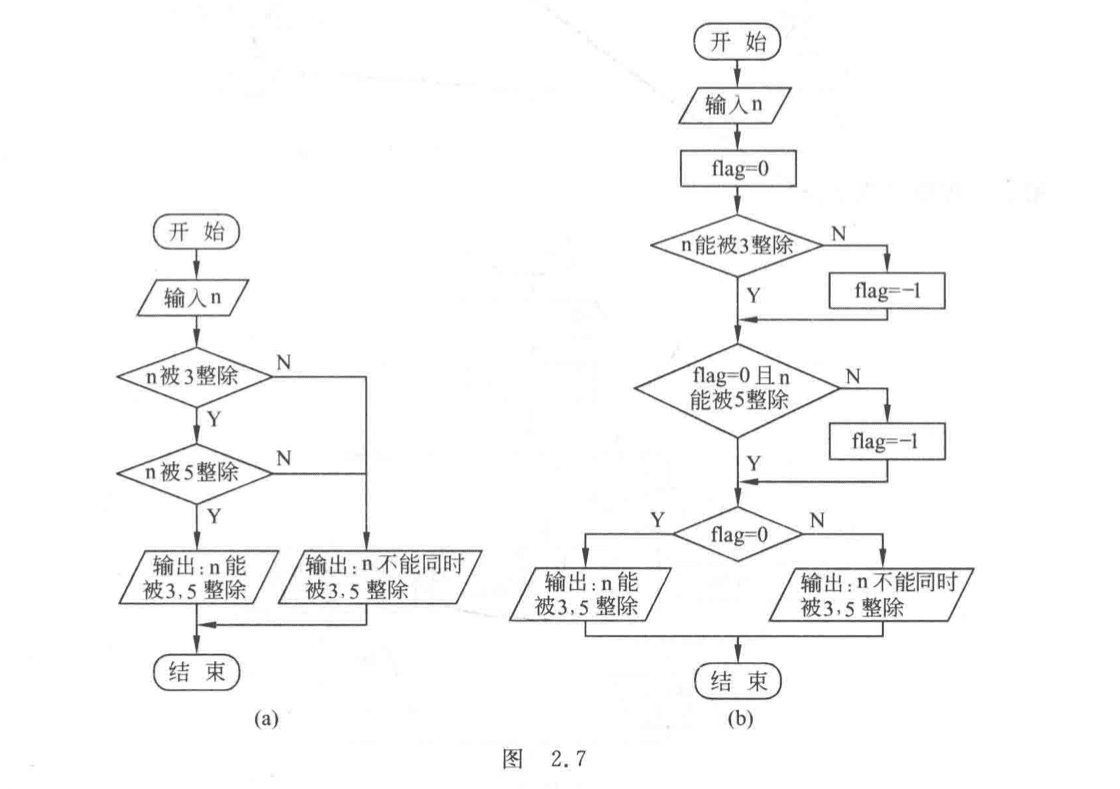 开 始
输入n
n被3整除
N
Y
n被5整除
N
Y
输出:n能
被3,5整除
输出:n不能同时
被3,5整除
结 束
(a)
开 始
输入n
flag=0
n能被3整除
N
flag=-1
Y
flag=0且n
能被5整除
N
flag=-1
Y
flag=0
Y
N
输出:n能
被3,5整除
输出:n不能同时
被3,5整除
结 束
(b)
图 2.7